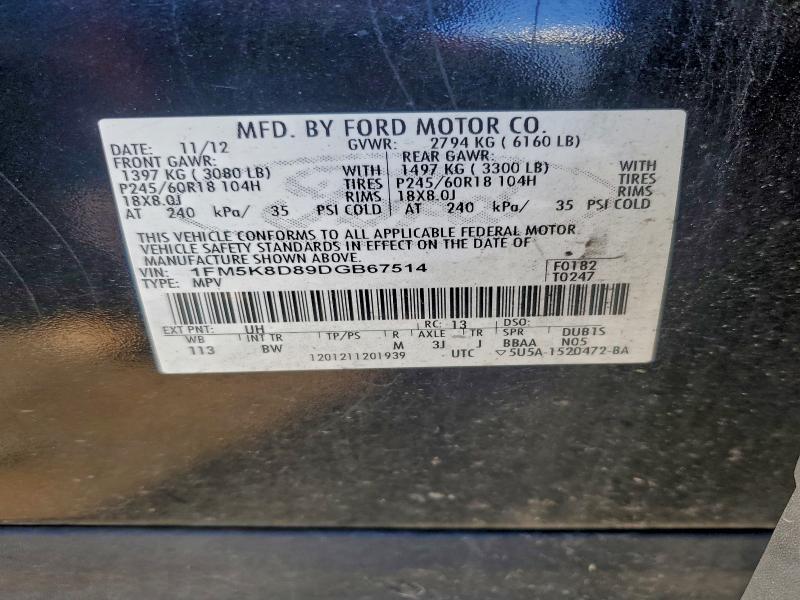 MFD. BY FORD MOTOR CO.
DATE: 11/12 GVWR: 2794 KG ( 6160 LB)
FRONT GAWR: REAR GAWR:
1397 KG ( 3080 LB) WITH 1497 KG ( 3300 LB) WITH
P245/60R18 104H TIRES P245/60R18 104H TIRES
18X8.0J RIMS 18X8.0J RIMS
AT 240 kPa/ 35 PSI COLD AT 240 kPa/ 35 PSI COLD
THIS VEHICLE CONFORMS TO ALL APPLICABLE FEDERAL MOTOR
VEHICLE SAFETY STANDARDS IN EFFECT ON THE DATE OF
MANUFACTURE SHOWN ABOVE.
VIN: 1FM5K8D89DGB67514 F0182
TYPE: MPV T0247
EXT PNT: UH RC: 13 DSO:
WB INT TR TP/PS R AXLE TR SPR DUBIS
113 BW M 3J J BBAA N05
1201211201939 UTC ▽5U5A-1520472-BA